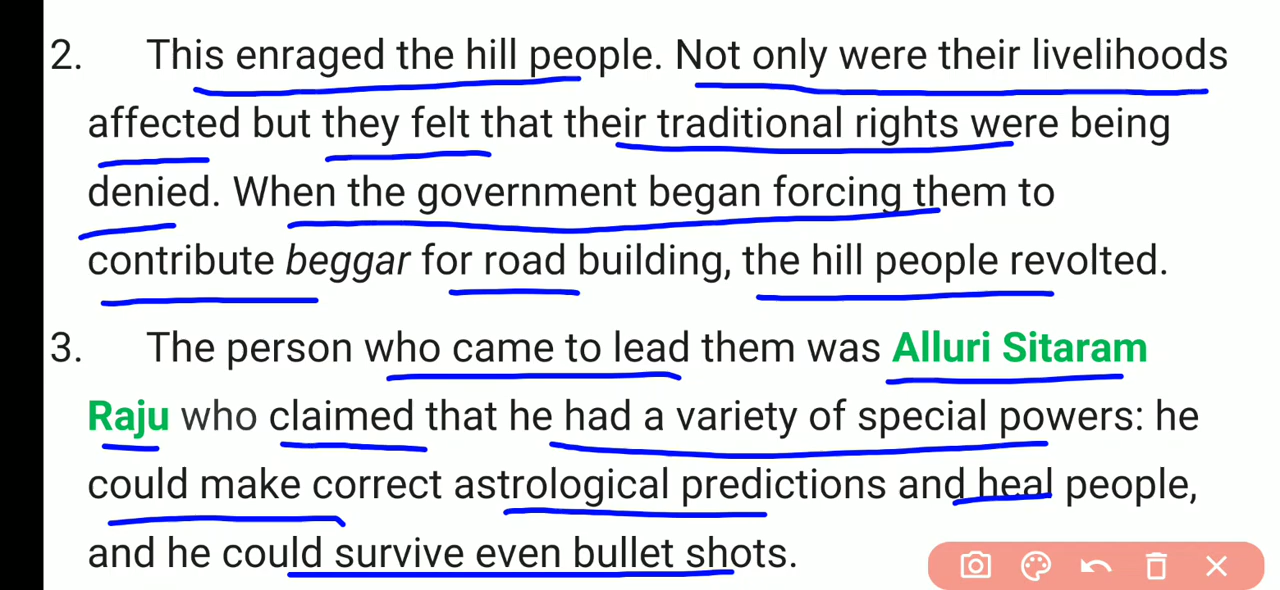 2. This enraged the hill people. Not only were their livelihoods
affected but they felt that their traditional rights were being
denied. When the government began forcing them to
contribute beggar for road building, the hill people revolted.
3. The person who came to lead them was Alluri Sitaram
Raju who claimed that he had a variety of special powers: he
could make correct astrological predictions and heal people,
and he could survive even bullet shots.